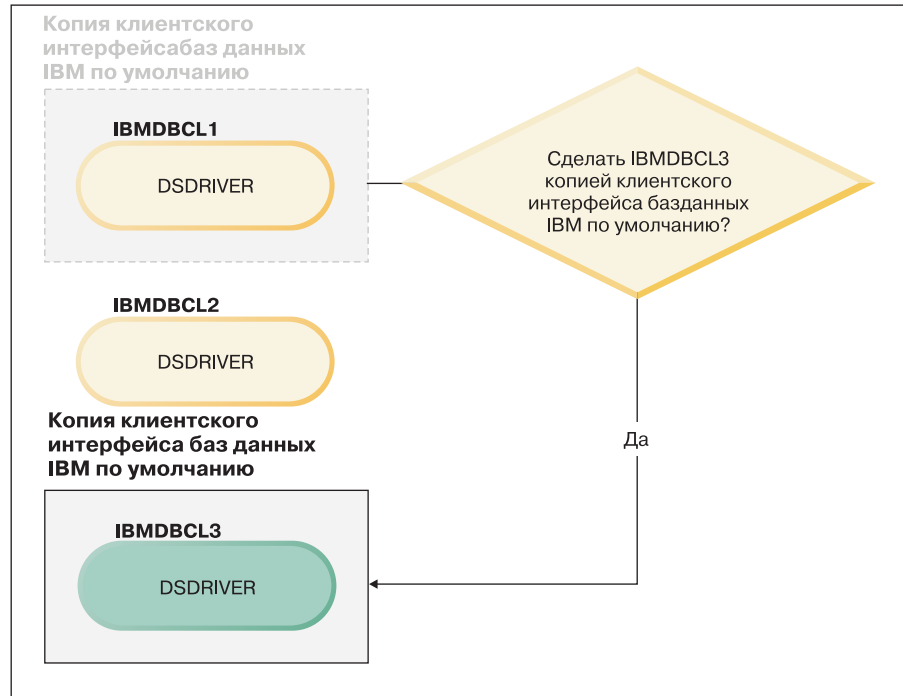 Копия клиентского
интерфейсабаз данных
IBM по умолчанию
IBMDBCL1
DSDRIVER
Сделать IBMDBCL3
копией клиентского
интерфейса базданных
IBM по умолчанию?
IBMDBCL2
DSDRIVER
Копия клиентского
интерфейса баз данных
IBM по умолчанию
Да
IBMDBCL3
DSDRIVER